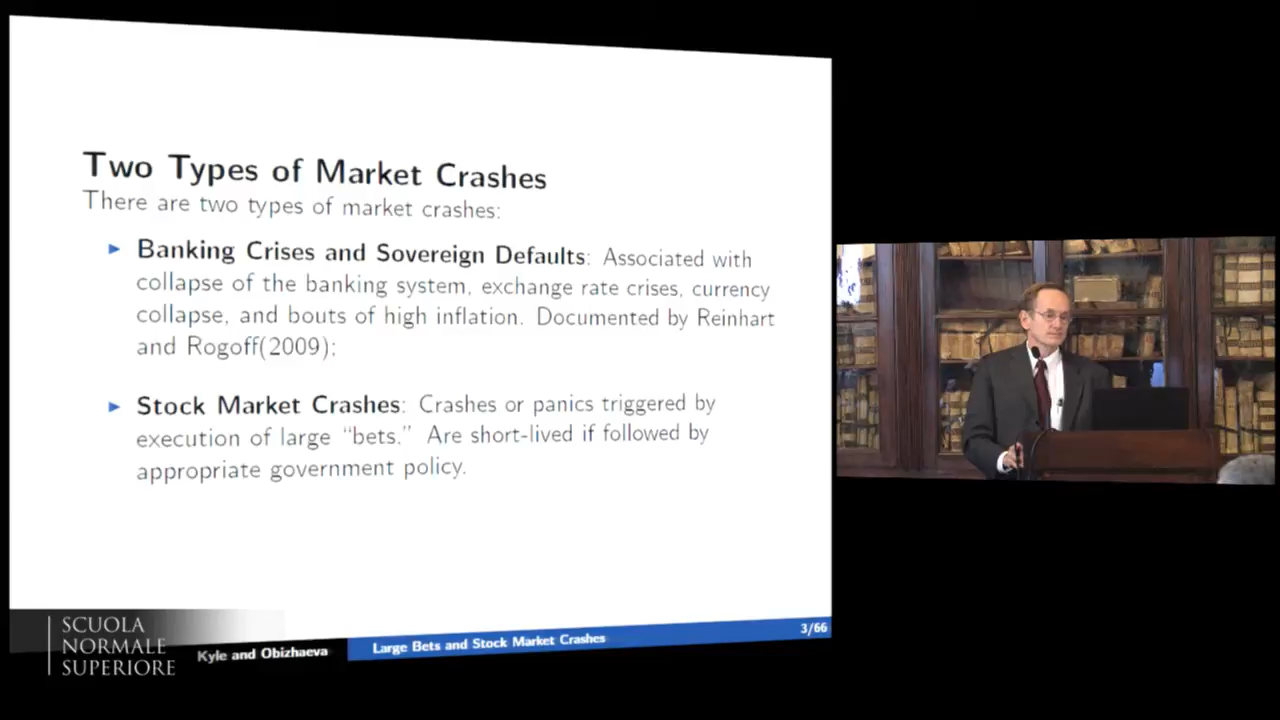 Two Types of Market Crashes
There are two types of market crashes:
► Banking Crises and Sovereign Defaults: Associated with
collapse of the banking system, exchange rate crises, currency
collapse, and bouts of high inflation. Documented by Reinhart
and Rogoff(2009);
► Stock Market Crashes: Crashes or panics triggered by
execution of large “bets.” Are short-lived if followed by
appropriate government policy.
3/66
Kyle and Obizhaeva
Large Bets and Stock Market Crashes
SCUOLA
NORMALE
SUPERIORE